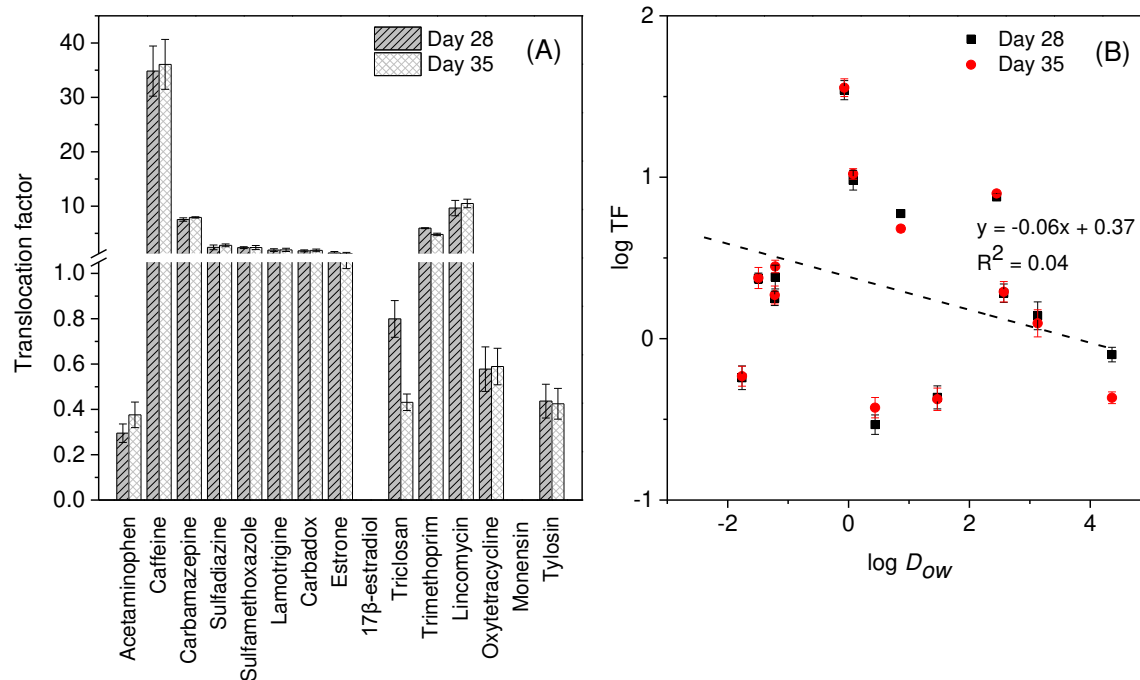 Day 28
Day 35
(A)
40
30
20
10
1.0
0.8
0.6
0.4
0.2
0.0
Translocation factor
Acetaminophen
Caffeine
Carbamazepine
Sulfadiazine
Sulfamethoxazole
Lamotrigine
Carbadox
Estrone
17β-estradiol
Triclosan
Trimethoprim
Lincomycin
Oxytetracycline
Monensin
Tylosin
Day 28
Day 35
(B)
2
1
0
-1
log TF
y = -0.06x + 0.37
R² = 0.04
-2 0 2 4
log Dow